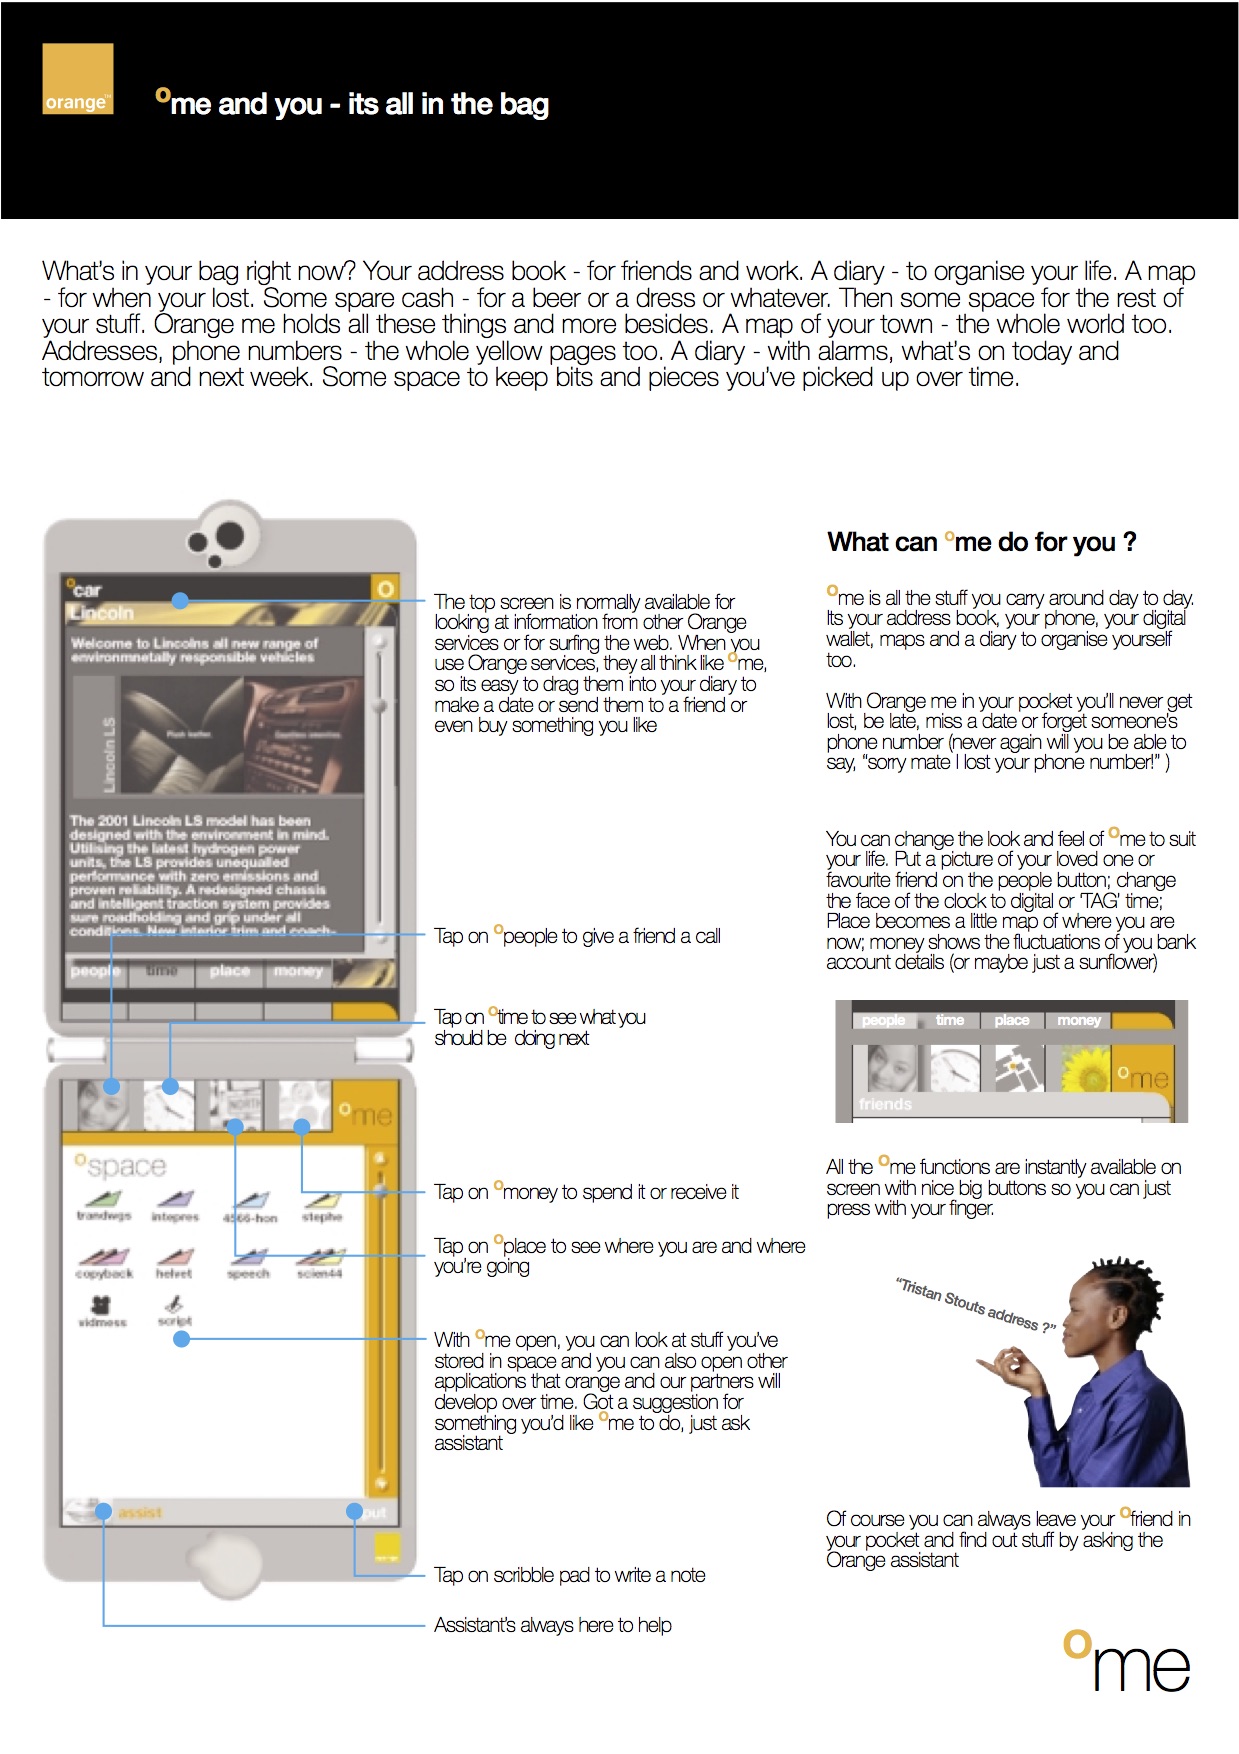 orange™
ome and you - its all in the bag
What's in your bag right now? Your address book - for friends and work. A diary - to organise your life. A map
- for when your lost. Some spare cash - for a beer or a dress or whatever. Then some space for the rest of
your stuff. Orange me holds all these things and more besides. A map of your town - the whole world too.
Addresses, phone numbers - the whole yellow pages too. A diary - with alarms, what's on today and
tomorrow and next week. Some space to keep bits and pieces you've picked up over time.
ocar
O
Lincoln
Welcome to Lincolns all new range of
environmnetally responsible vehicles
Lincoln LS
Plush leather.
The 2001 Lincoln LS model has been
designed with the environment in mind.
Utilising the latest hydrogen power
units, the LS provides unequalled
performance with zero emissions and
proven reliability. A redesigned chassis
and intelligent traction system provides
sure roadholding and grip under all
conditions. New interior trim and coach-
people time place money
NORTH
ome
ospace
trandwgs intepres 4566-hon stephe
copyback helvet speech scien44
vidmess script
assist
put
The top screen is normally available for
looking at information from other Orange
services or for surfing the web. When you
use Orange services, they all think like ome,
so its easy to drag them into your diary to
make a date or send them to a friend or
even buy something you like
Tap on opeople to give a friend a call
Tap on otime to see what you
should be doing next
Tap on omoney to spend it or receive it
Tap on oplace to see where you are and where
you're going
With ome open, you can look at stuff you've
stored in space and you can also open other
applications that orange and our partners will
develop over time. Got a suggestion for
something you'd like ome to do, just ask
assistant
Tap on scribble pad to write a note
Assistant's always here to help
What can ome do for you ?
ome is all the stuff you carry around day to day.
Its your address book, your phone, your digital
wallet, maps and a diary to organise yourself
too.
With Orange me in your pocket you'll never get
lost, be late, miss a date or forget someone's
phone number (never again will you be able to
say, "sorry mate I lost your phone number!" )
You can change the look and feel of ome to suit
your life. Put a picture of your loved one or
favourite friend on the people button; change
the face of the clock to digital or 'TAG' time;
Place becomes a little map of where you are
now; money shows the fluctuations of you bank
account details (or maybe just a sunflower)
people time place money
ome
friends
All the ome functions are instantly available on
screen with nice big buttons so you can just
press with your finger.
"Tristan Stouts address ?"
Of course you can always leave your ofriend in
your pocket and find out stuff by asking the
Orange assistant
ome